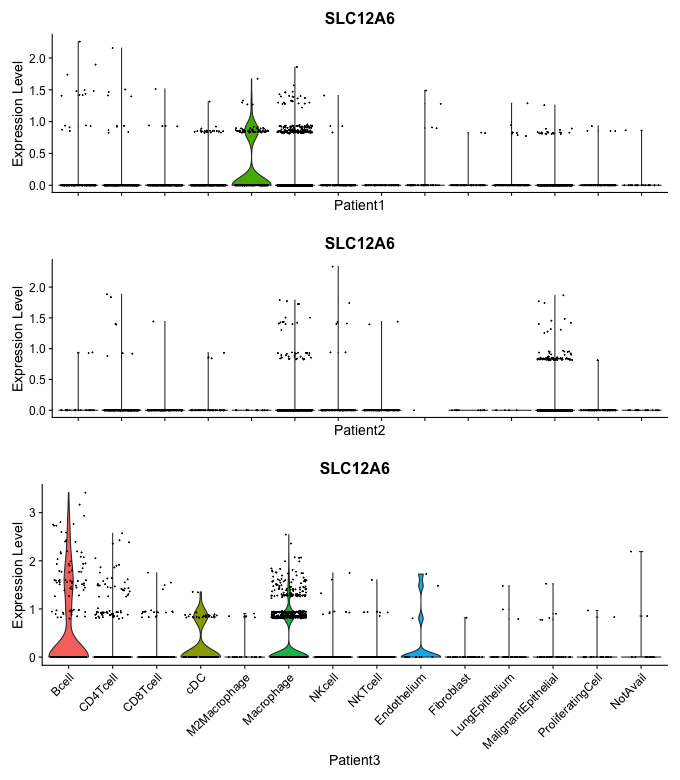 SLC12A6
Expression Level
2.0
1.5
1.0
0.5
0.0
Patient1
SLC12A6
Expression Level
2.0
1.5
1.0
0.5
0.0
Patient2
SLC12A6
Expression Level
3
2
1
0
Bcell
CD4Tcell
CD8Tcell
cDC
M2Macrophage
Macrophage
NKcell
NKTcell
Endothelium
Fibroblast
LungEpithelium
MalignantEpithelial
ProliferatingCell
NotAvail
Patient3